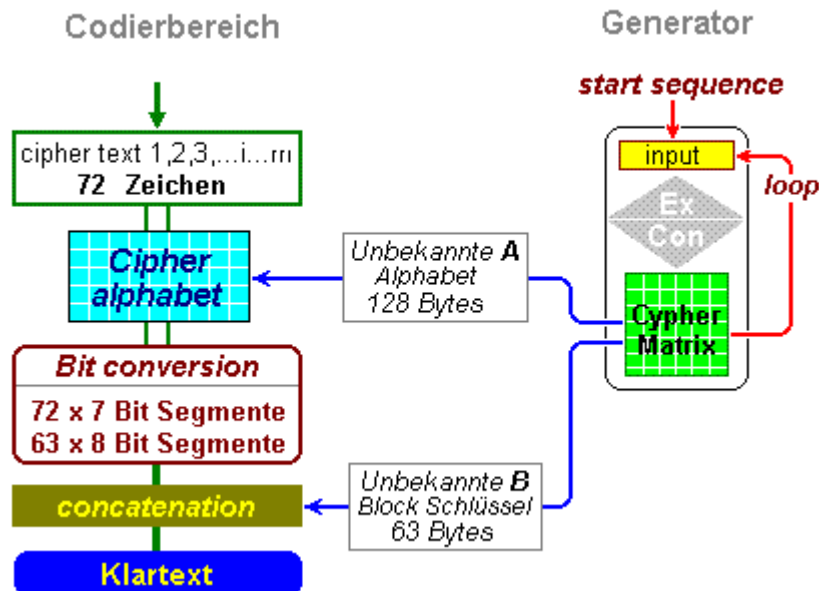 Codierbereich
Generator
start sequence
cipher text 1,2,3,...i...m
72 Zeichen
input
loop
Ex
Con
Cipher
alphabet
Unbekannte A
Alphabet
128 Bytes
Cypher
Matrix
Bit conversion
72 x 7 Bit Segmente
63 x 8 Bit Segmente
concatenation
Unbekannte B
Block Schlüssel
63 Bytes
Klartext